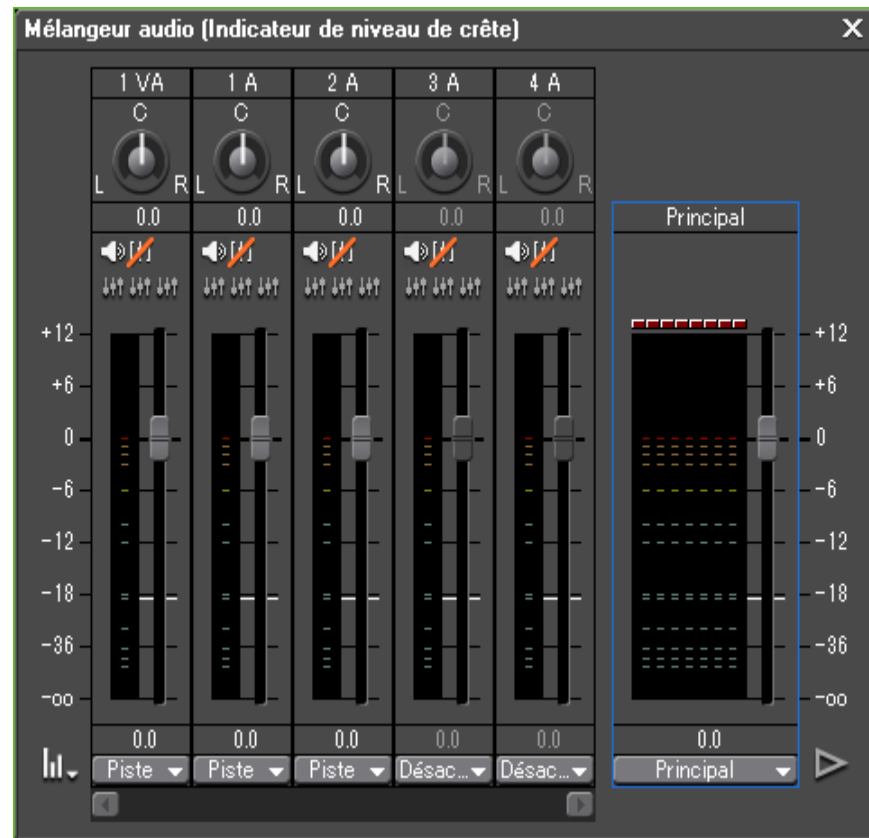 Mélangeur audio (Indicateur de niveau de crête) X
1 VA 1 A 2 A 3 A 4 A
C C C C C
L R L R L R L R L R
0.0 0.0 0.0 0.0 0.0 Principal
+12 +12
+6 +6
0 0
-6 -6
-12 -12
-18 -18
-36 -36
-∞ -∞
0.0 0.0 0.0 0.0 0.0 0.0
Piste Piste Piste Désac... Désac... Principal